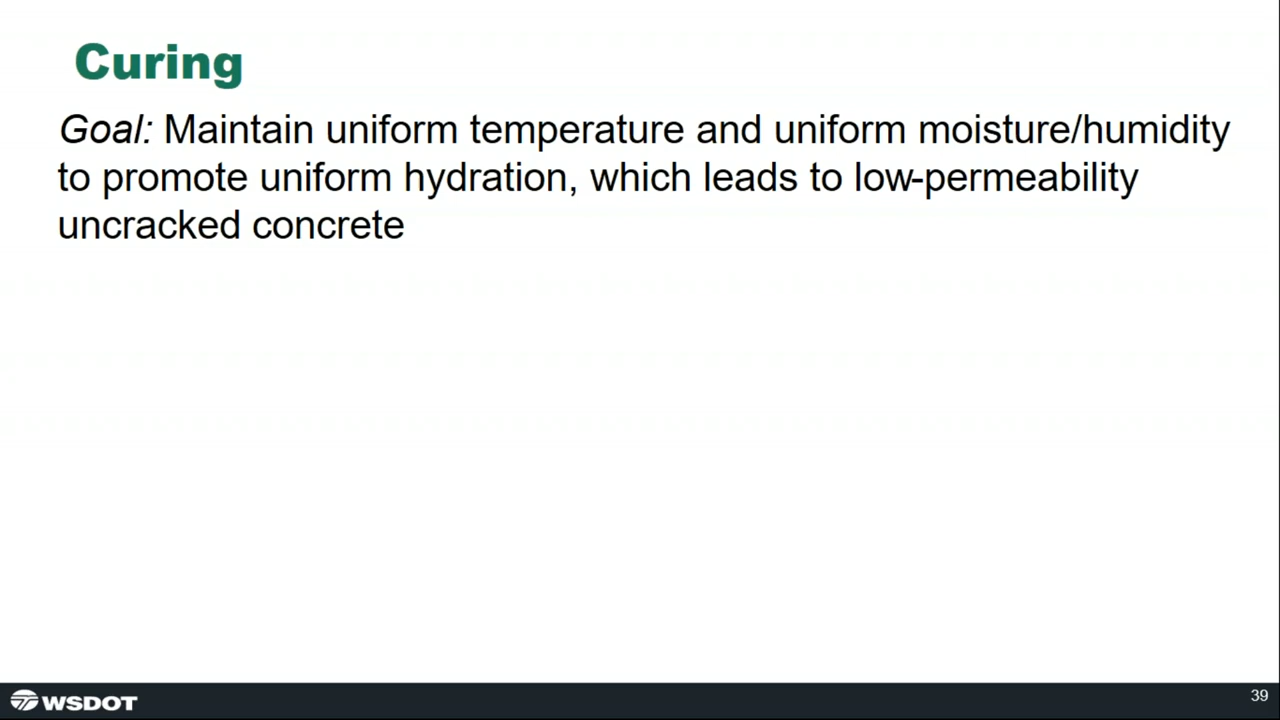 Curing
Goal: Maintain uniform temperature and uniform moisture/humidity
to promote uniform hydration, which leads to low-permeability
uncracked concrete
WSDOT
39